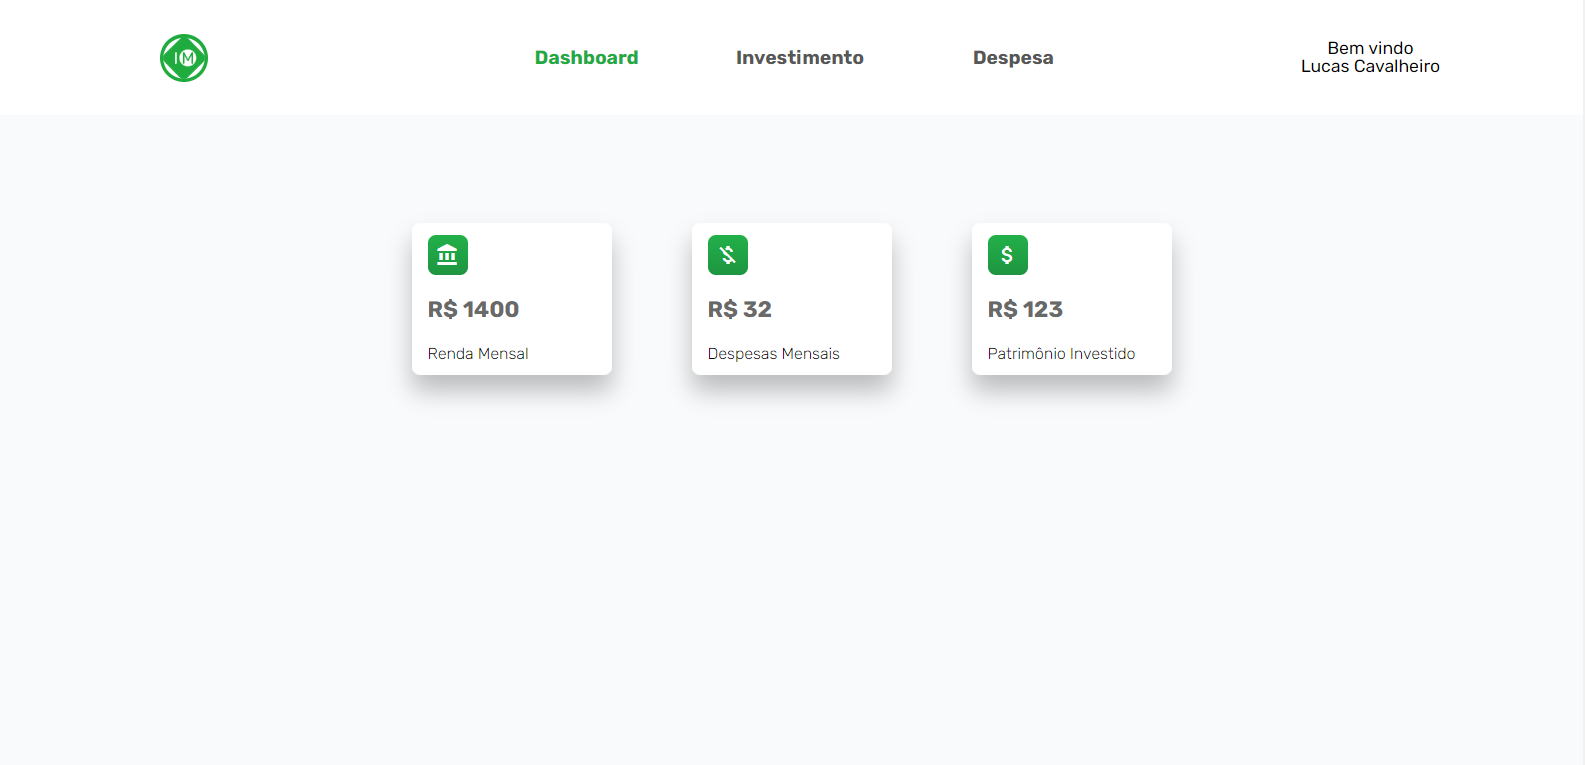 IM
Dashboard
Investimento
Despesa
Bem vindo
Lucas Cavalheiro
R$ 1400
Renda Mensal
R$ 32
Despesas Mensais
R$ 123
Patrimônio Investido